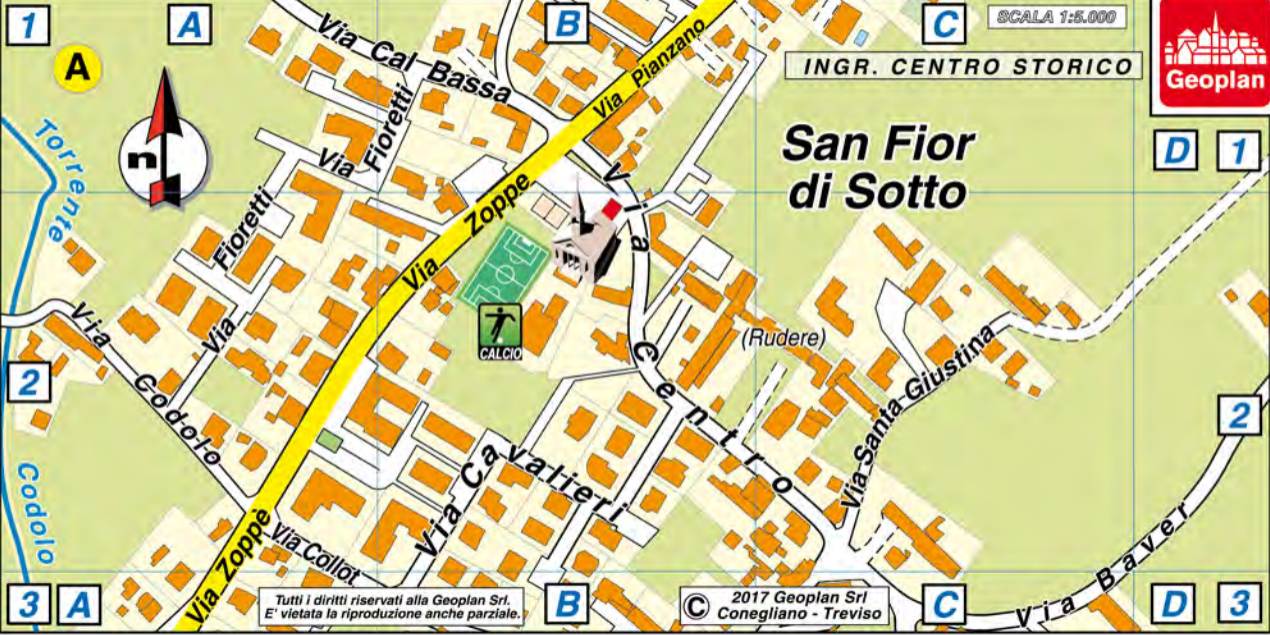 1
A
B
C
SCALA 1:5.000
A
INGR. CENTRO STORICO
Geoplan
n
Via Cal Bassa
Via Pianzano
Via Fioretti
Torrente
San Fior
di Sotto
D
1
Via Zoppe
Via Fioretti
Via Centro
CALCIO
(Rudere)
Via Codolo
2
Via Santa Giustina
2
Via Cavalieri
Codolo
Via Zoppè
Via Collot
Via Baver
3
A
Tutti i diritti riservati alla Geoplan Srl.
E' vietata la riproduzione anche parziale.
B
C 2017 Geoplan Srl
Conegliano - Treviso
C
D
3